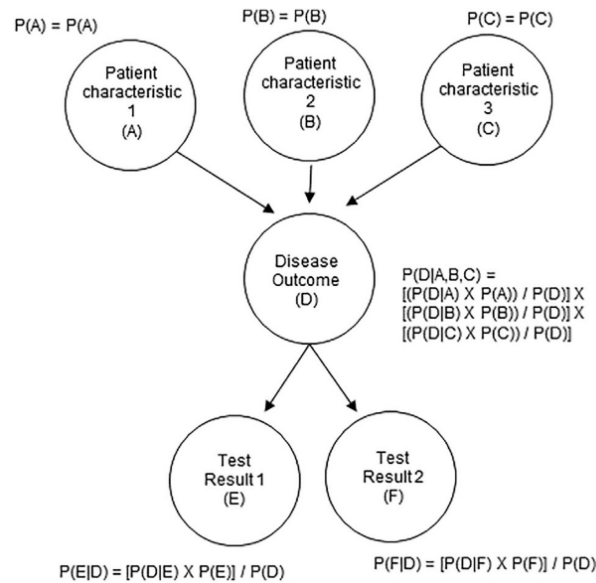 P(A) = P(A)
P(B) = P(B)
P(C) = P(C)
Patient
characteristic
1
(A)
Patient
characteristic
2
(B)
Patient
characteristic
3
(C)
Disease
Outcome
(D)
P(D|A,B,C) =
[(P(D|A) X P(A)) / P(D)] X
[(P(D|B) X P(B)) / P(D)] X
[(P(D|C) X P(C)) / P(D)]
Test
Result 1
(E)
Test
Result 2
(F)
P(E|D) = [P(D|E) X P(E)] / P(D)
P(F|D) = [P(D|F) X P(F)] / P(D)